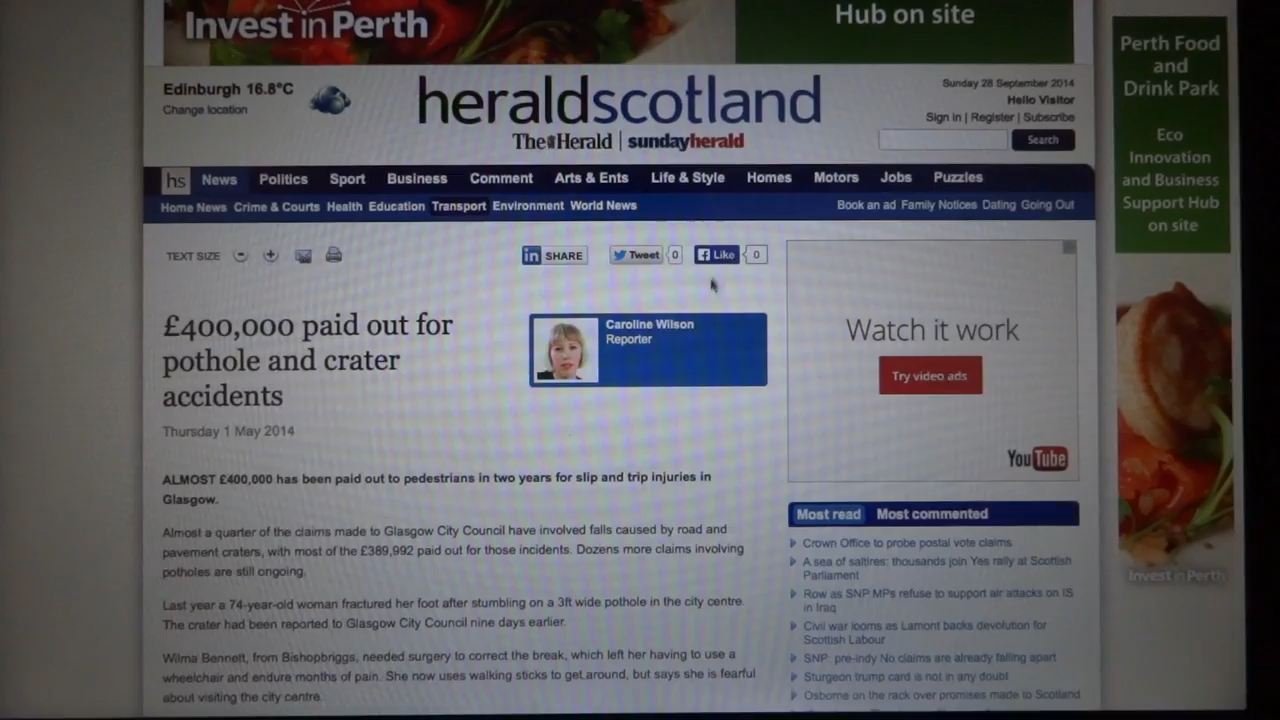 Invest in Perth
Hub on site
Perth Food
and
Drink Park
Eco
Innovation
and Business
Support Hub
on site
Invest in Perth
Edinburgh 16.8°C
Change location
heraldscotland
The Herald | sundayherald
Sunday 28 September 2014
Hello Visitor
Sign in | Register | Subscribe
Search
hs News Politics Sport Business Comment Arts & Ents Life & Style Homes Motors Jobs Puzzles
Home News Crime & Courts Health Education Transport Environment World News Book an ad Family Notices Dating Going Out
TEXT SIZE - +
in SHARE Tweet 0 Like 0
£400,000 paid out for
pothole and crater
accidents
Thursday 1 May 2014
Caroline Wilson
Reporter
ALMOST £400,000 has been paid out to pedestrians in two years for slip and trip injuries in
Glasgow.
Almost a quarter of the claims made to Glasgow City Council have involved falls caused by road and
pavement craters, with most of the £389,992 paid out for those incidents. Dozens more claims involving
potholes are still ongoing.
Last year a 74-year-old woman fractured her foot after stumbling on a 3ft wide pothole in the city centre.
The crater had been reported to Glasgow City Council nine days earlier.
Wilma Bennett, from Bishopbriggs, needed surgery to correct the break, which left her having to use a
wheelchair and endure months of pain. She now uses walking sticks to get around, but says she is fearful
about visiting the city centre.
Watch it work
Try video ads
YouTube
Most read Most commented
Crown Office to probe postal vote claims
A sea of saltires: thousands join Yes rally at Scottish
Parliament
Row as SNP MPs refuse to support air attacks on IS
in Iraq
Civil war looms as Lamont backs devolution for
Scottish Labour
SNP: pre-indy No claims are already falling apart
Sturgeon trump card is not in any doubt
Osborne on the rack over promises made to Scotland